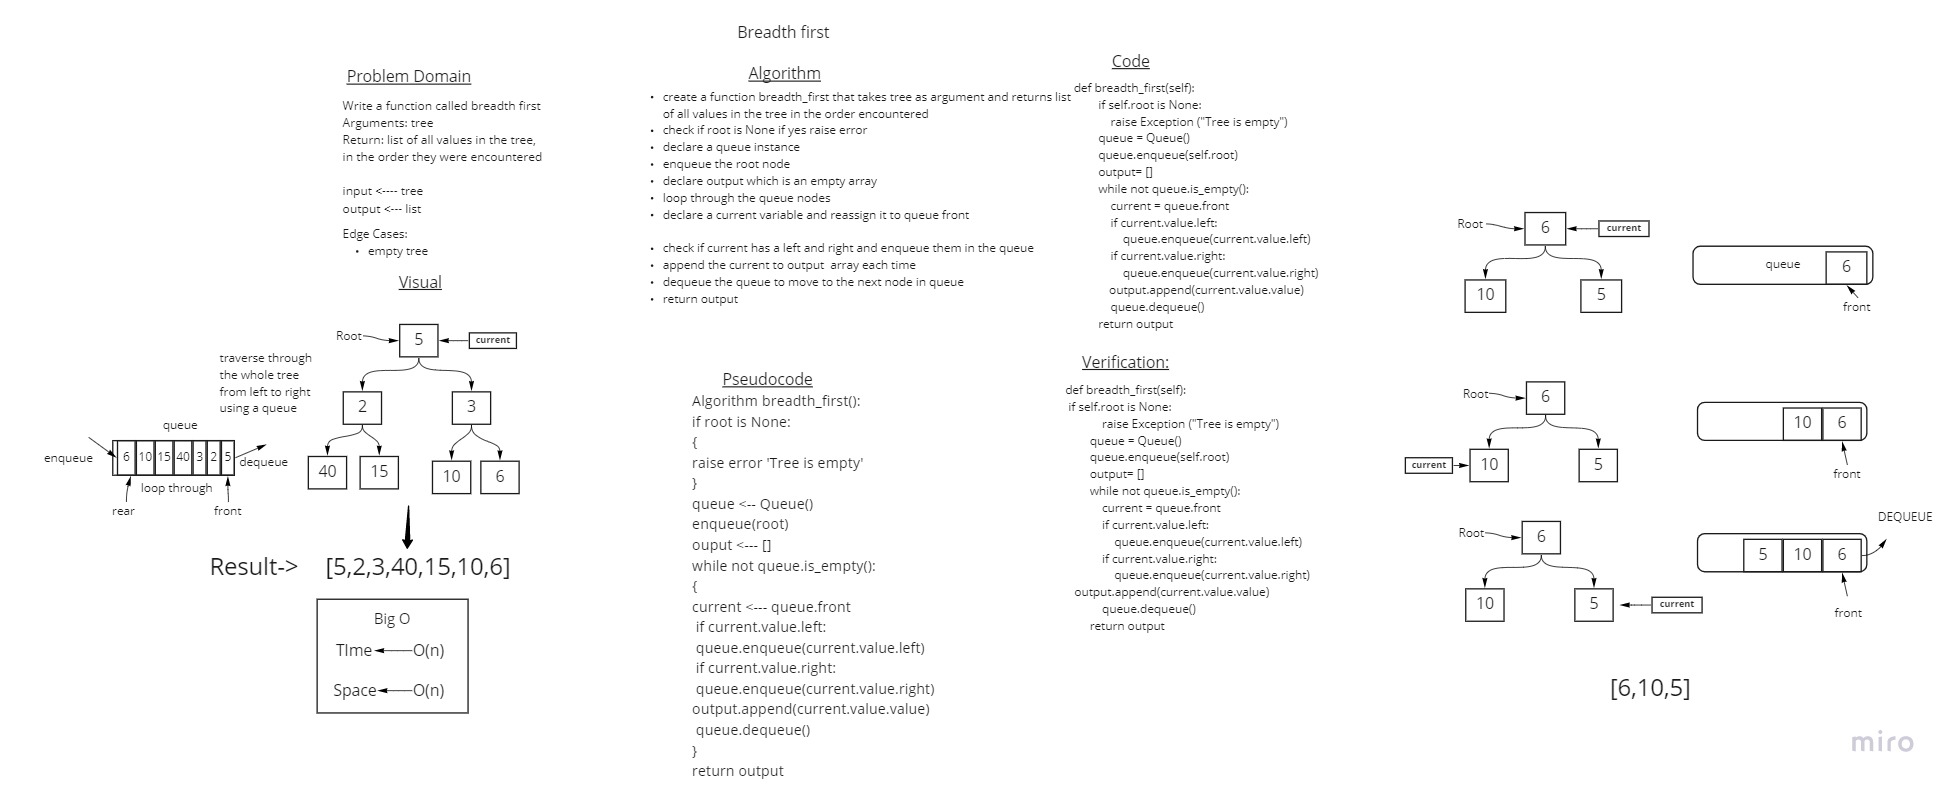 Breadth first
Problem Domain
Write a function called breadth first
Arguments: tree
Return: list of all values in the tree,
in the order they were encountered
input <---- tree
output <--- list
Edge Cases:
• empty tree
Visual
Root
5
current
traverse through
the whole tree
from left to right
using a queue
2
3
queue
enqueue
6 10 15 40 3 2 5
dequeue
40
15
10
6
loop through
rear
front
Result-> [5,2,3,40,15,10,6]
Big O
TIme O(n)
Space O(n)
Algorithm
• create a function breadth_first that takes tree as argument and returns list
of all values in the tree in the order encountered
• check if root is None if yes raise error
• declare a queue instance
• enqueue the root node
• declare output which is an empty array
• loop through the queue nodes
• declare a current variable and reassign it to queue front
• check if current has a left and right and enqueue them in the queue
• append the current to output  array each time
• dequeue the queue to move to the next node in queue
• return output
Pseudocode
Algorithm breadth_first():
if root is None:
{
raise error 'Tree is empty'
}
queue <-- Queue()
enqueue(root)
ouput <--- []
while not queue.is_empty():
{
current <--- queue.front
if current.value.left:
queue.enqueue(current.value.left)
if current.value.right:
queue.enqueue(current.value.right)
output.append(current.value.value)
queue.dequeue()
}
return output
Code
def breadth_first(self):
if self.root is None:
raise Exception ("Tree is empty")
queue = Queue()
queue.enqueue(self.root)
output= []
while not queue.is_empty():
current = queue.front
if current.value.left:
queue.enqueue(current.value.left)
if current.value.right:
queue.enqueue(current.value.right)
output.append(current.value.value)
queue.dequeue()
return output
Verification:
def breadth_first(self):
if self.root is None:
raise Exception ("Tree is empty")
queue = Queue()
queue.enqueue(self.root)
output= []
while not queue.is_empty():
current = queue.front
if current.value.left:
queue.enqueue(current.value.left)
if current.value.right:
queue.enqueue(current.value.right)
output.append(current.value.value)
queue.dequeue()
return output
Root
6
current
10
5
queue
6
front
Root
6
current
10
5
10 6
front
Root
6
10
5
current
5 10 6
DEQUEUE
front
[6,10,5]
miro